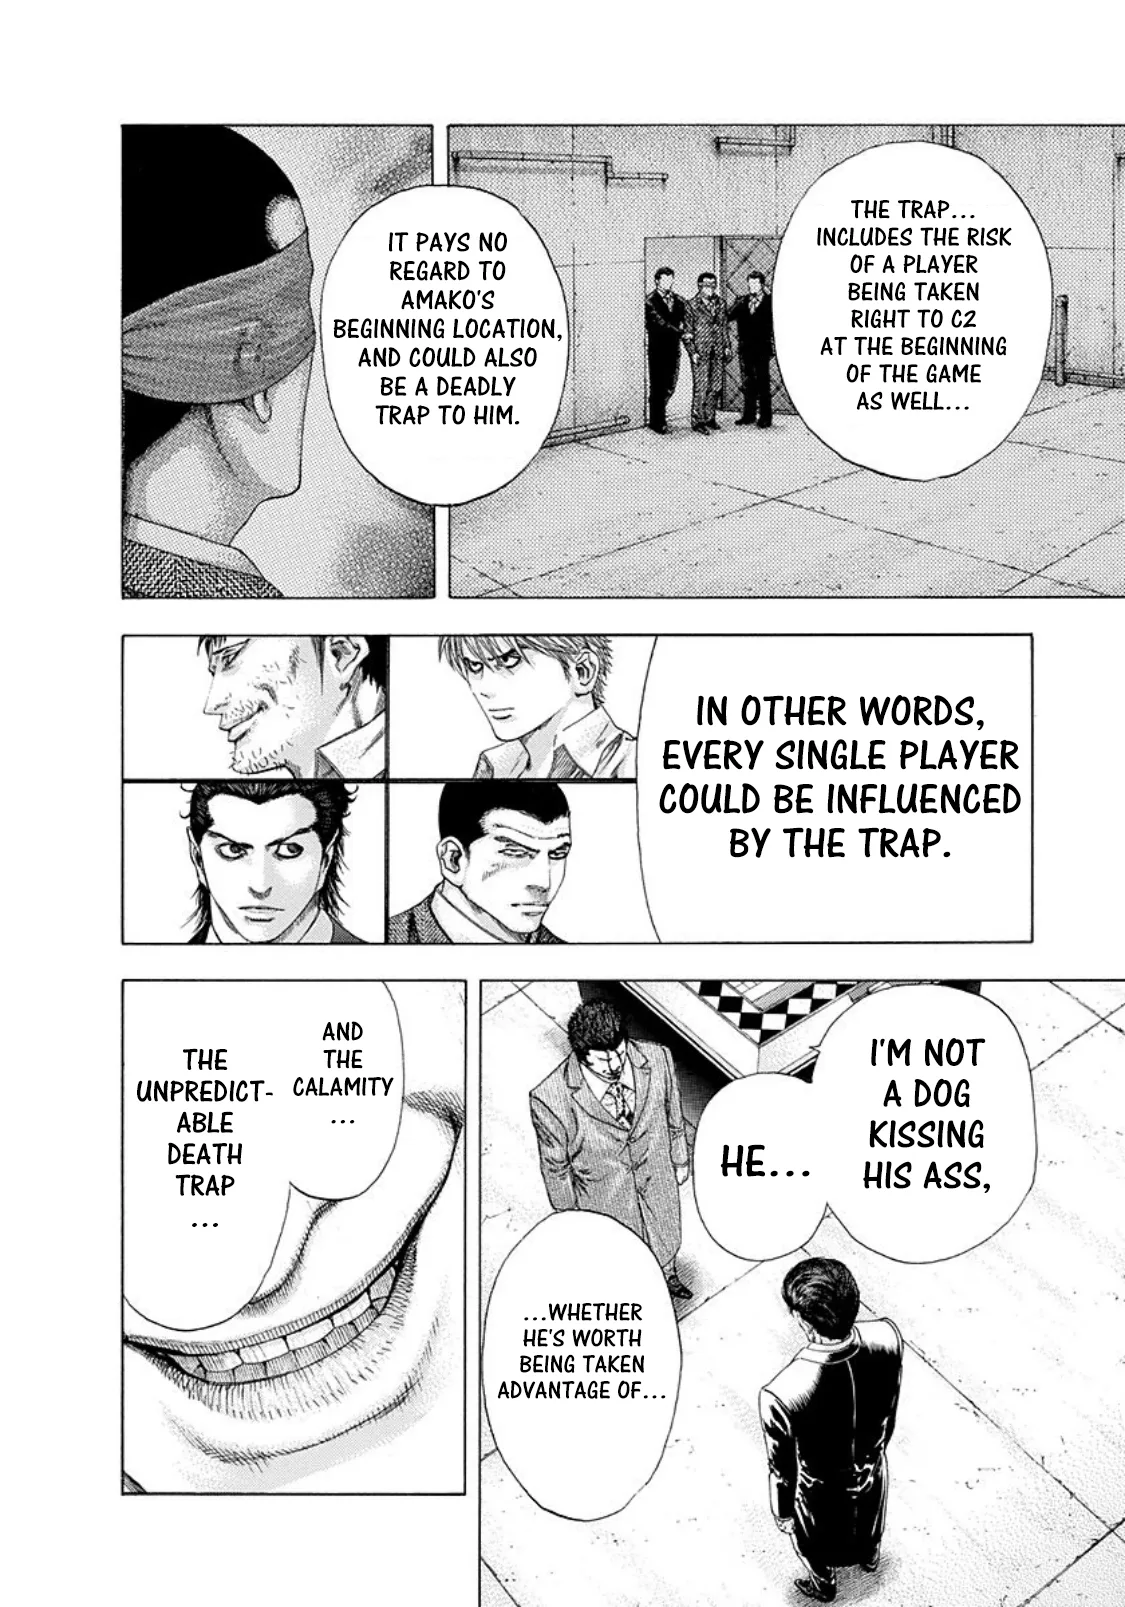 THE TRAP...
INCLUDES THE RISK
OF A PLAYER
BEING TAKEN
RIGHT TO C2
AT THE BEGINNING
OF THE GAME
AS WELL...
IT PAYS NO
REGARD TO
AMAKO'S
BEGINNING LOCATION,
AND COULD ALSO
BE A DEADLY
TRAP TO HIM.
IN OTHER WORDS,
EVERY SINGLE PLAYER
COULD BE INFLUENCED
BY THE TRAP.
I'M NOT
A DOG
KISSING
HIS ASS,
HE...
...WHETHER
HE'S WORTH
BEING TAKEN
ADVANTAGE OF...
AND
THE
CALAMITY
...
THE
UNPREDICT-
ABLE
DEATH
TRAP
...